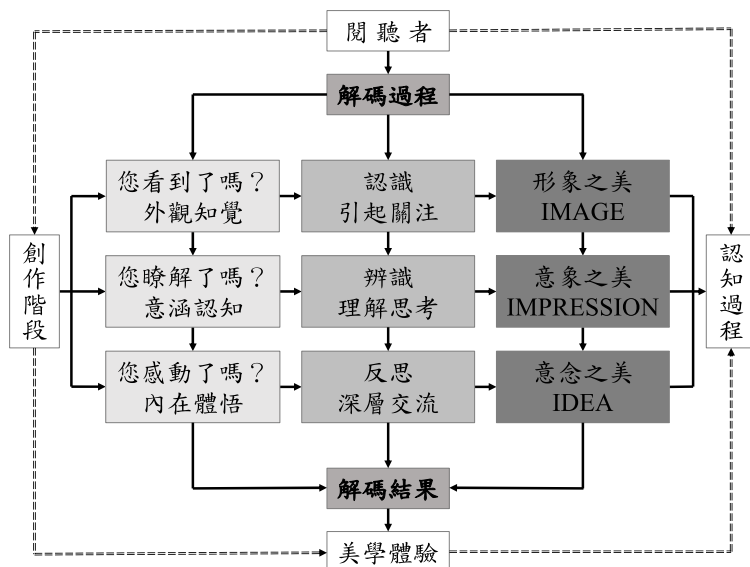 閱聽者
解碼過程
您看到了嗎？
外觀知覺
認識
引起關注
形象之美
IMAGE
創作階段
您瞭解了嗎？
意涵認知
辨識
理解思考
意象之美
IMPRESSION
認知過程
您感動了嗎？
內在體悟
反思
深層交流
意念之美
IDEA
解碼結果
美學體驗